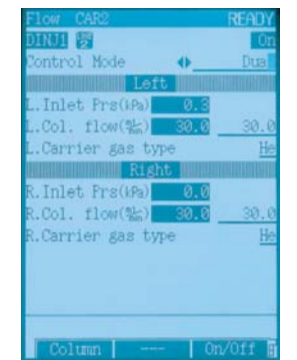 Flow CAR2 READY
DINJ1 On
Control Mode Dual
Left
L.Inlet Prs(kPa) 0.3
L.Col. flow(mL/min) 30.0 30.0
L.Carrier gas type He
Right
R.Inlet Prs(kPa) 0.0
R.Col. flow(mL/min) 30.0 30.0
R.Carrier gas type He
Column --- On/Off